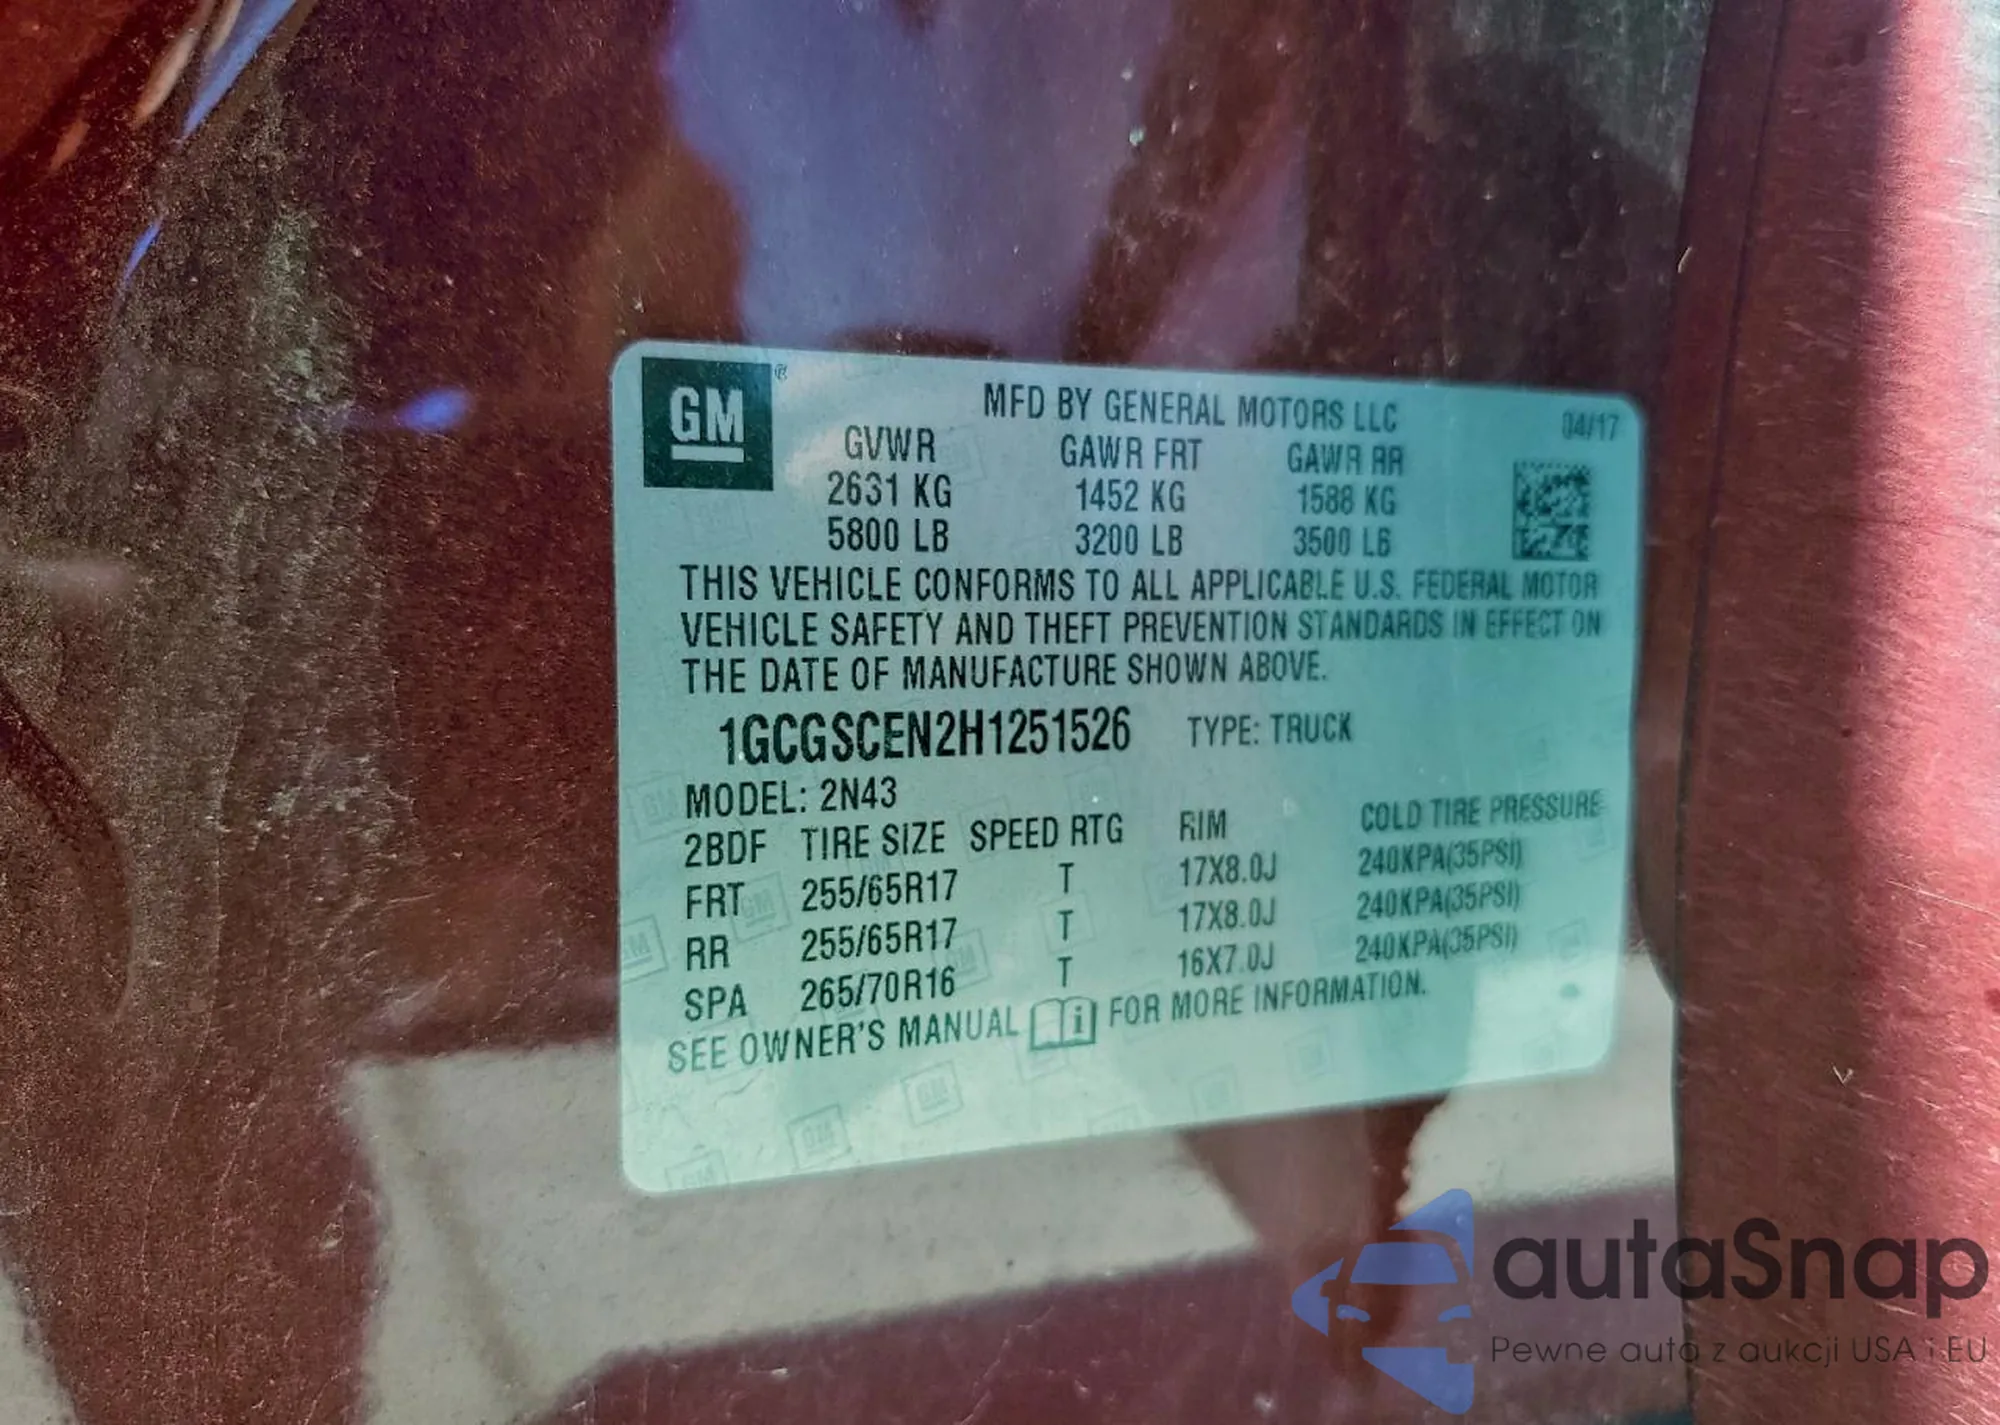 GM
MFD BY GENERAL MOTORS LLC
04/17
GVWR GAWR FRT GAWR RR
2631 KG 1452 KG 1588 KG
5800 LB 3200 LB 3500 LB
THIS VEHICLE CONFORMS TO ALL APPLICABLE U.S. FEDERAL MOTOR
VEHICLE SAFETY AND THEFT PREVENTION STANDARDS IN EFFECT ON
THE DATE OF MANUFACTURE SHOWN ABOVE.
1GCGSCEN2H1251526 TYPE: TRUCK
MODEL: 2N43
2BDF TIRE SIZE SPEED RTG RIM COLD TIRE PRESSURE
FRT 255/65R17 T 17X8.0J 240KPA(35PSI)
RR 255/65R17 T 17X8.0J 240KPA(35PSI)
SPA 265/70R16 T 16X7.0J 240KPA(35PSI)
SEE OWNER'S MANUAL FOR MORE INFORMATION.
autaSnap
Pewne auta z aukcji USA i EU